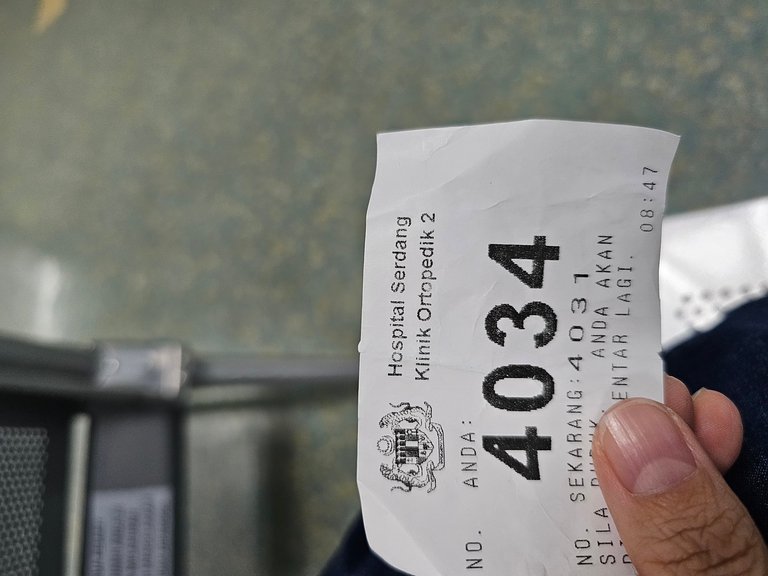 Hospital Serdang
Klinik Ortopedik 2
NO. ANDA:
4034
NO. SEKARANG:4031
SILA ANDA AKAN
LAGI.
08:47